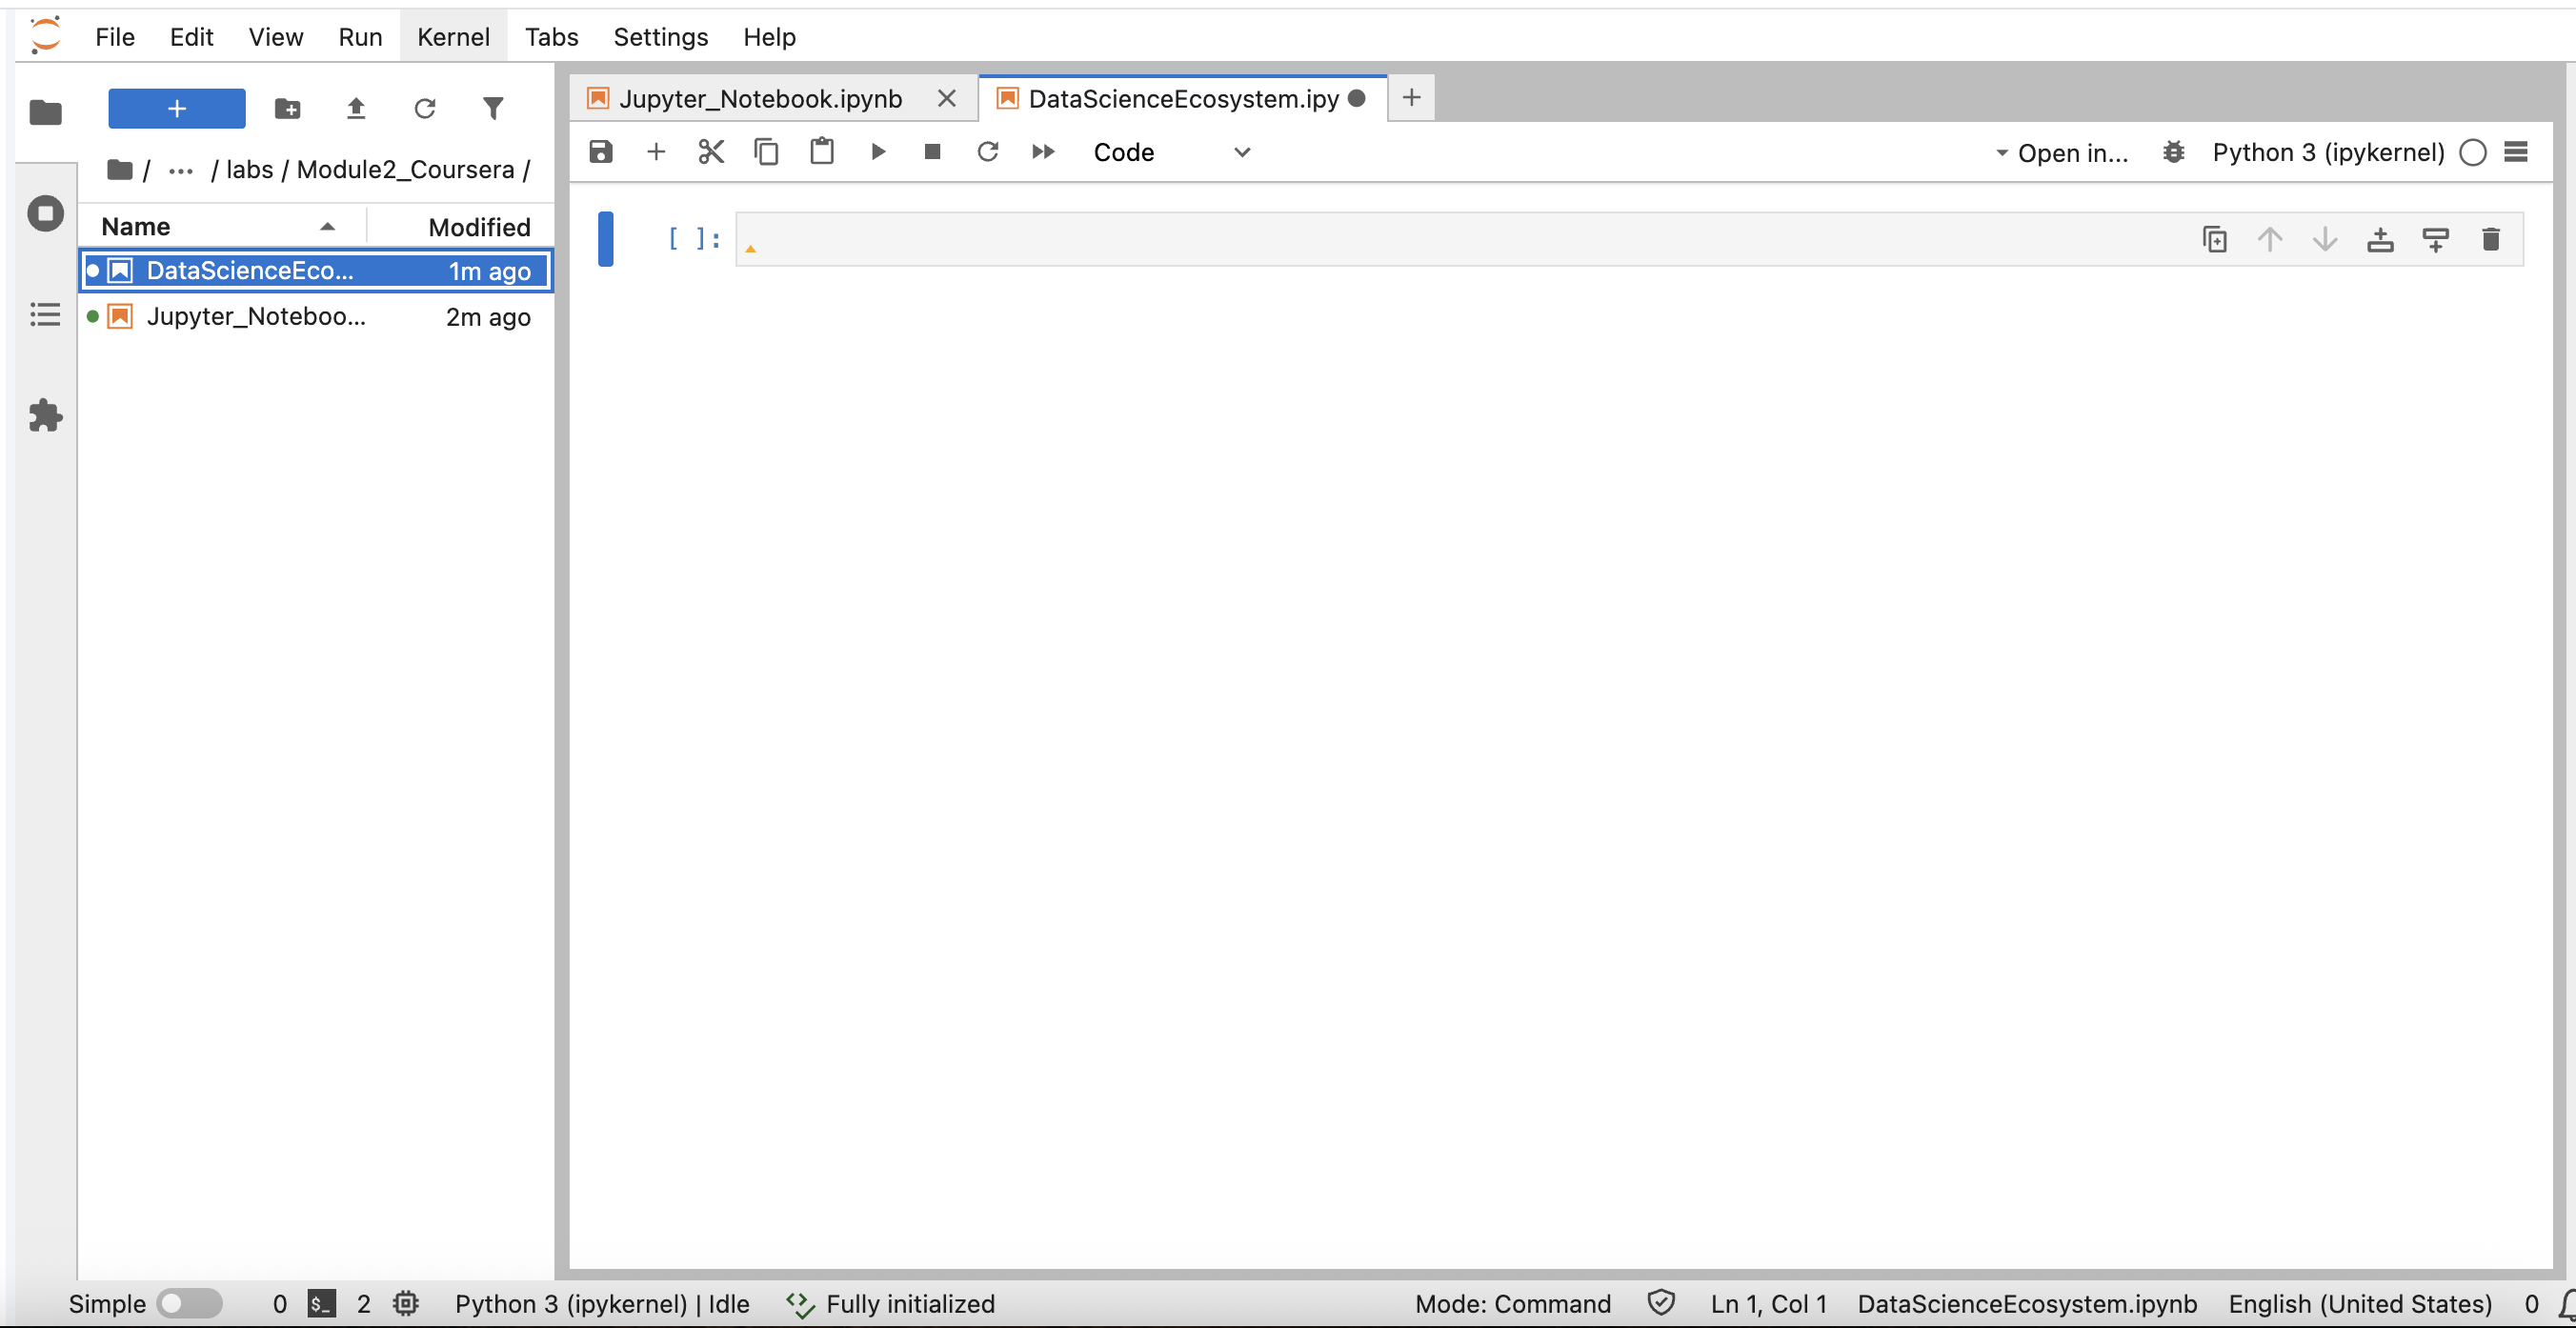 File Edit View Run Kernel Tabs Settings Help
/ ... / labs / Module2_Coursera /
Name Modified
DataScienceEco... 1m ago
Jupyter_Noteboo... 2m ago
Jupyter_Notebook.ipynb DataScienceEcosystem.ipy
Code Open in... Python 3 (ipykernel)
[ ]:
Simple 0 $_ 2 Python 3 (ipykernel) | Idle Fully initialized Mode: Command Ln 1, Col 1 DataScienceEcosystem.ipynb English (United States) 0